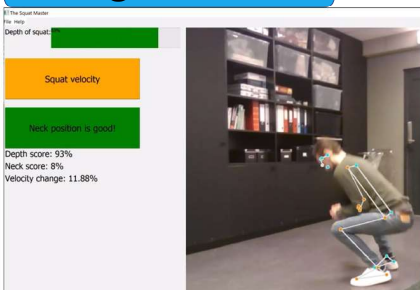 The Squat Master
File Help
Depth of squat:
Squat velocity
Neck position is good!
Depth score: 93%
Neck score: 8%
Velocity change: 11.88%